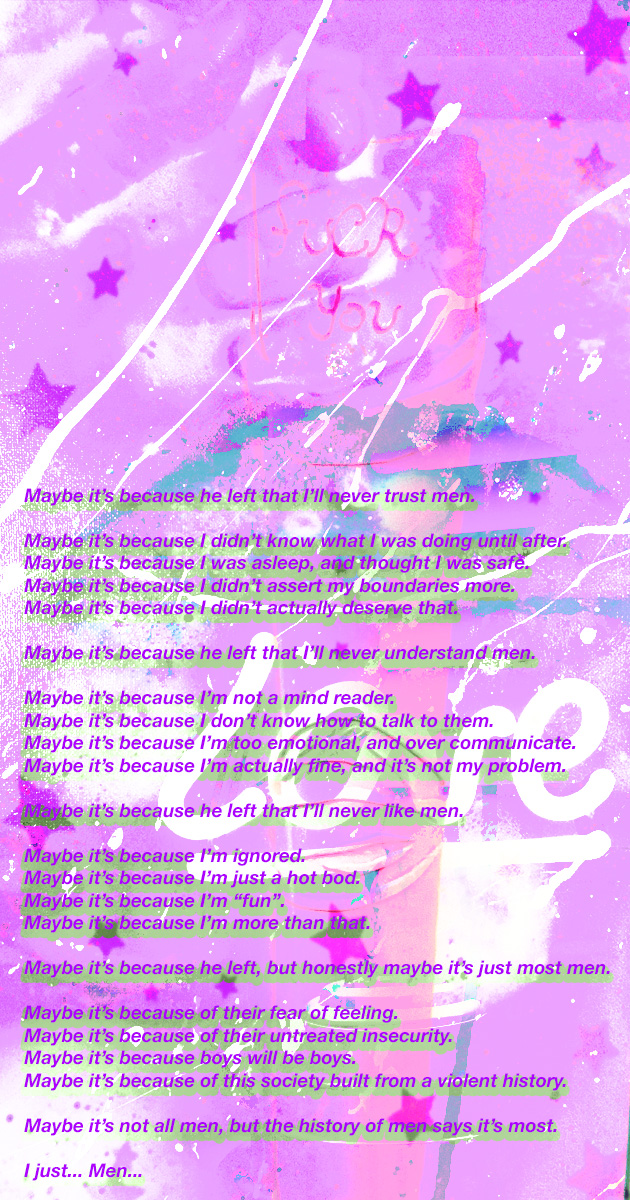 Fuck
You
Maybe it's because he left that I'll never trust men.
Maybe it's because I didn't know what I was doing until after.
Maybe it's because I was asleep, and thought I was safe.
Maybe it's because I didn't assert my boundaries more.
Maybe it's because I didn't actually deserve that.
Maybe it's because he left that I'll never understand men.
Love
Maybe it's because I'm not a mind reader.
Maybe it's because I don't know how to talk to them.
Maybe it's because I'm too emotional, and over communicate.
Maybe it's because I'm actually fine, and it's not my problem.
Maybe it's because he left that I'll never like men.
Maybe it's because I'm ignored.
Maybe it's because I'm just a hot bod.
Maybe it's because I'm “fun”.
Maybe it's because I'm more than that.
Maybe it's because he left, but honestly maybe it's just most men.
Maybe it's because of their fear of feeling.
Maybe it's because of their untreated insecurity.
Maybe it's because boys will be boys.
Maybe it's because of this society built from a violent history.
Maybe it's not all men, but the history of men says it's most.
I just... Men...